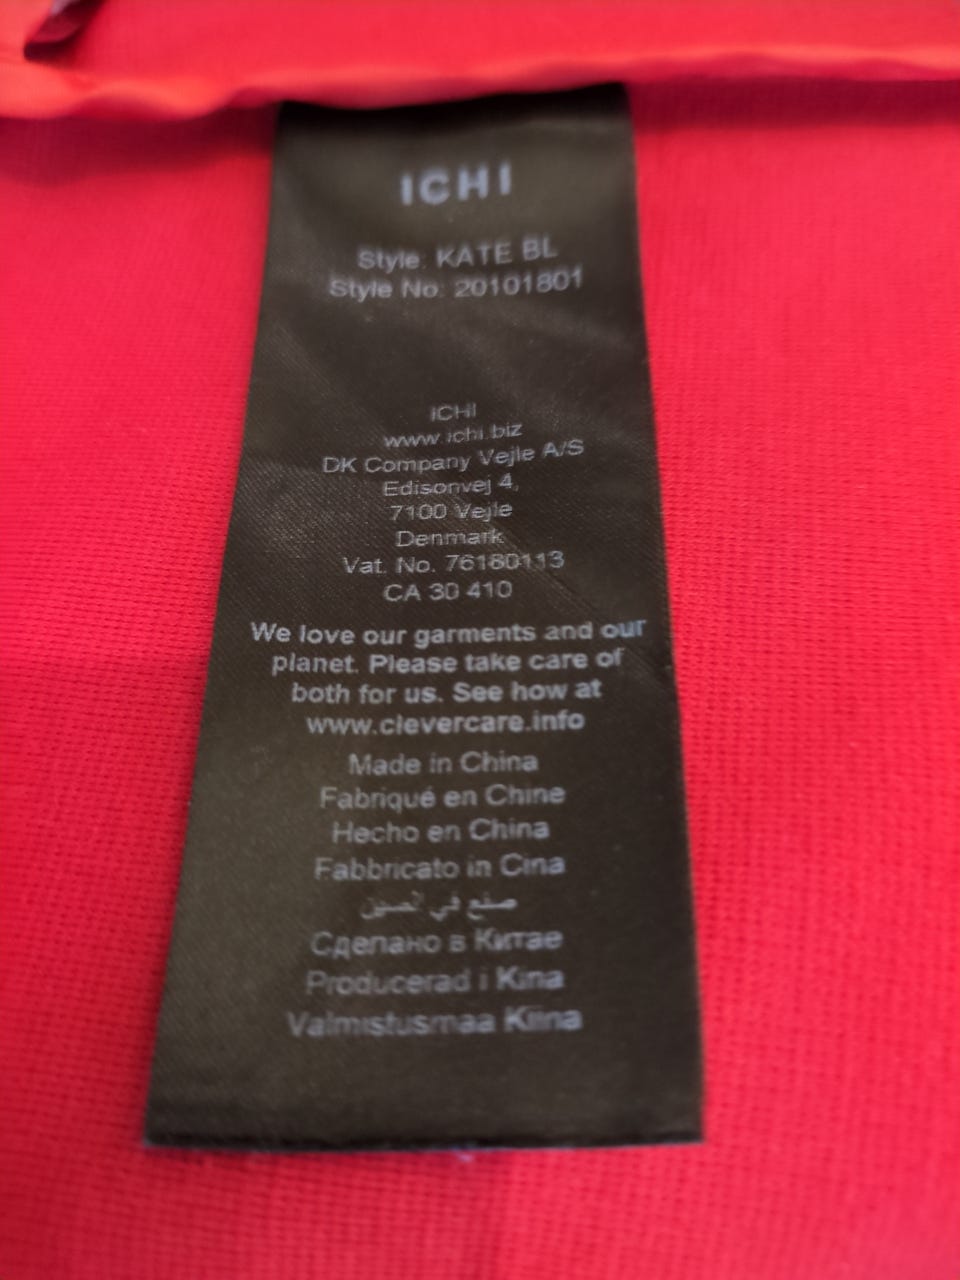 ICHI
Style: KATE BL
Style No: 20101801
ICHI
www.ichi.biz
DK Company Vejle A/S
Edisonvej 4,
7100 Vejle
Denmark
Vat. No. 76180113
CA 30 410
We love our garments and our
planet. Please take care of
both for us. See how at
www.clevercare.info
Made in China
Fabriqué en Chine
Hecho en China
Fabbricato in Cina
صنع في الصين
Сделано в Китае
Producerad i Kina
Valmistusmaa Kiina